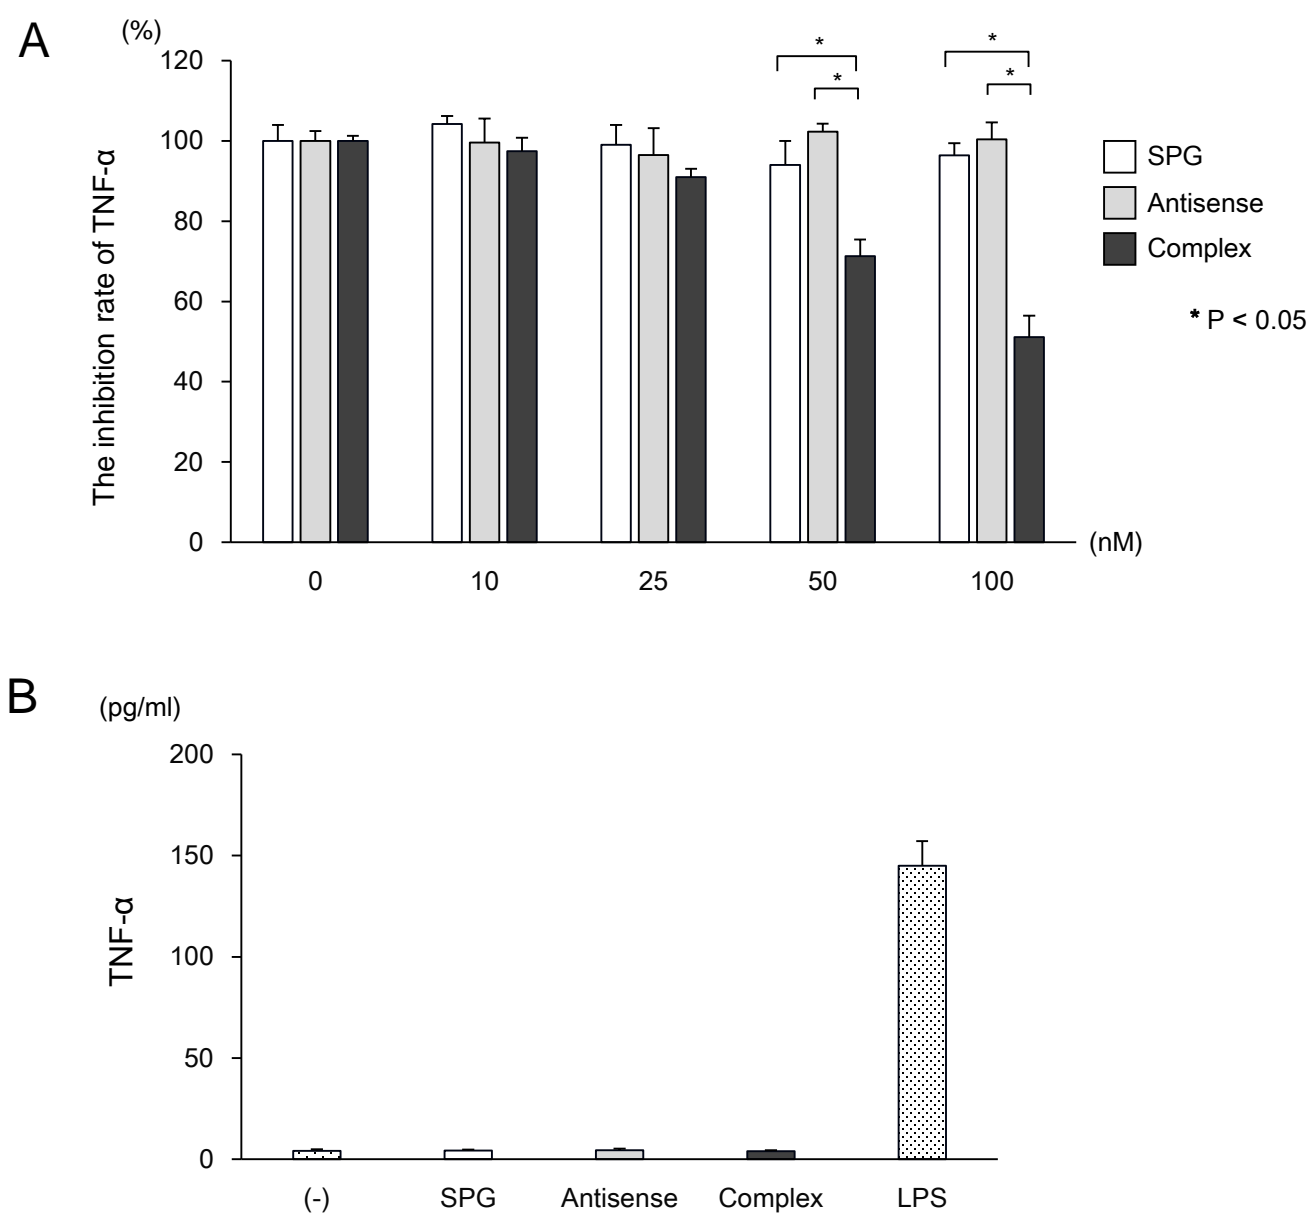 A
(%)
The inhibition rate of TNF-α
120
100
80
60
40
20
0
* *
* *
SPG
Antisense
Complex
* P < 0.05
(nM)
0 10 25 50 100
B
(pg/ml)
TNF-α
200
150
100
50
0
(-) SPG Antisense Complex LPS